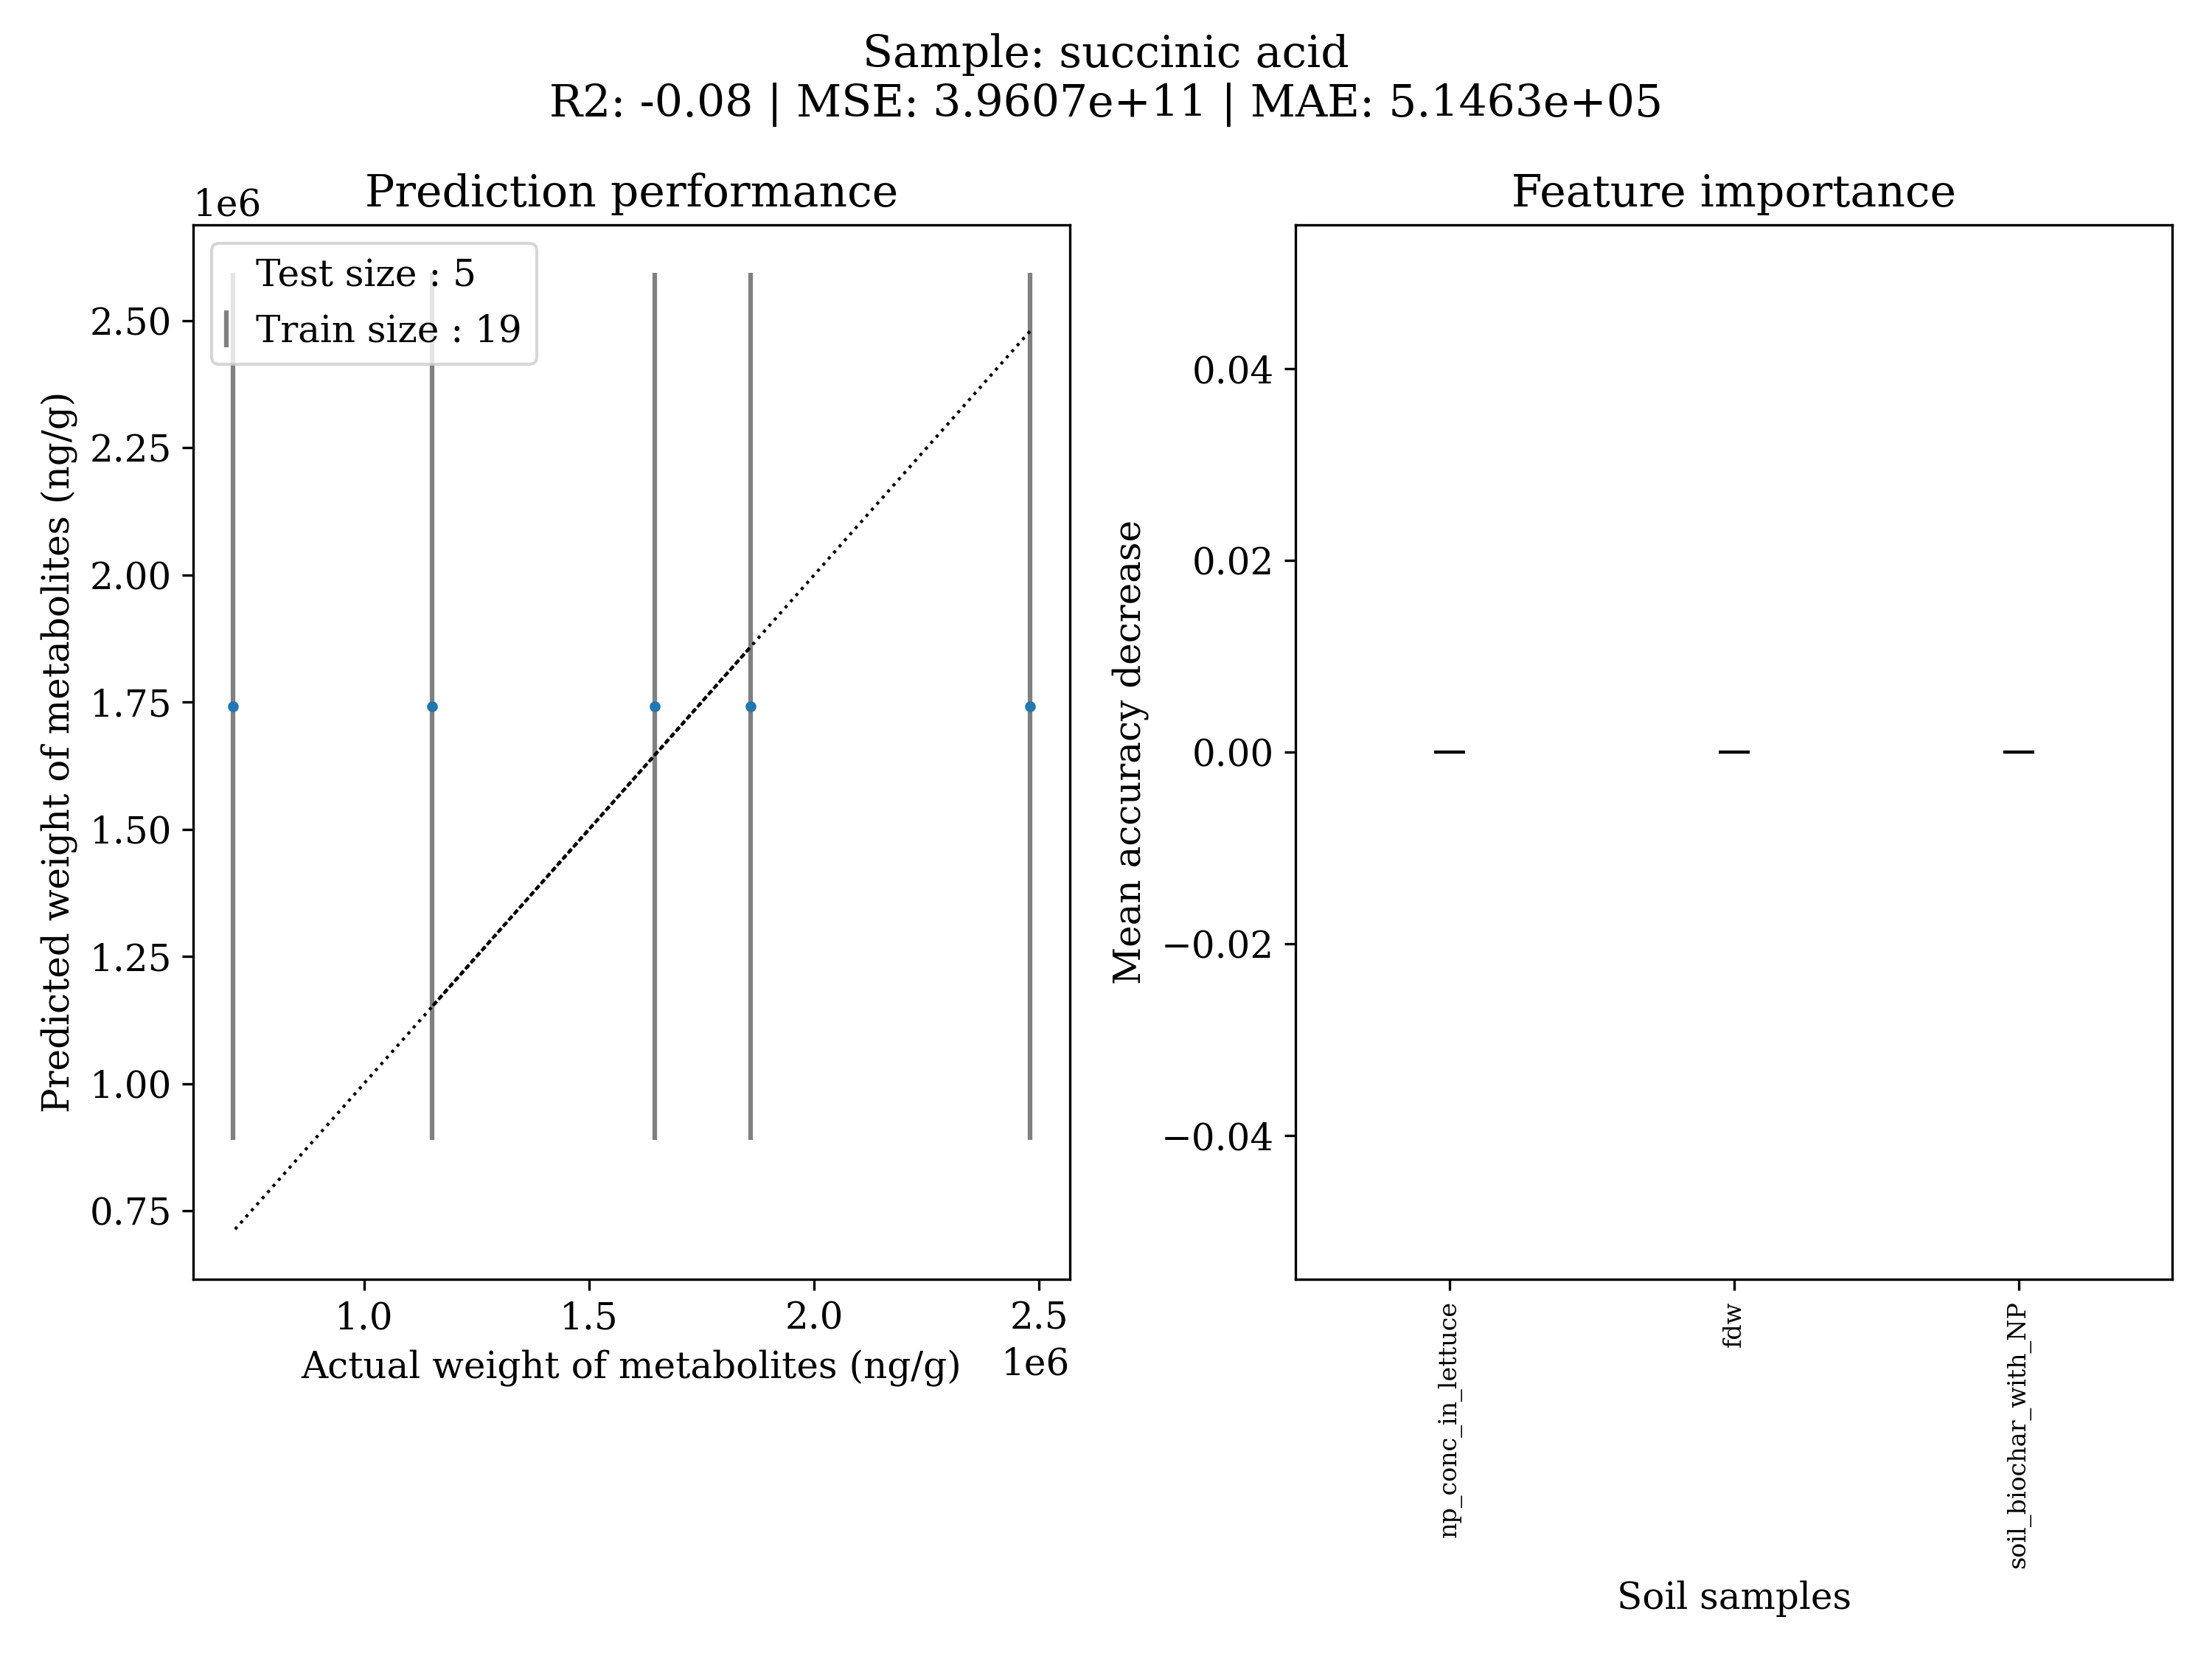 Sample: succinic acid
R2: -0.08 | MSE: 3.9607e+11 | MAE: 5.1463e+05
Prediction performance
1e6
Test size : 5
Train size : 19
2.50
2.25
2.00
1.75
1.50
1.25
1.00
0.75
Predicted weight of metabolites (ng/g)
1.0 1.5 2.0 2.5
Actual weight of metabolites (ng/g)
1e6
Feature importance
0.04
0.02
0.00
−0.02
−0.04
Mean accuracy decrease
np_conc_in_lettuce
fdw
soil_biochar_with_NP
Soil samples